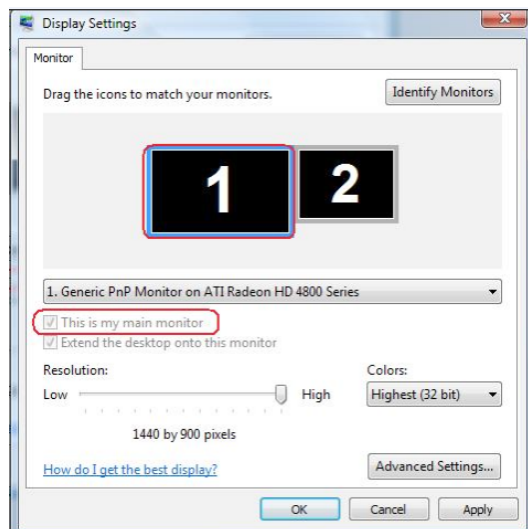 Display Settings
Monitor
Drag the icons to match your monitors.
Identify Monitors
1
2
1. Generic PnP Monitor on ATI Radeon HD 4800 Series
This is my main monitor
Extend the desktop onto this monitor
Resolution:
Colors:
Low
High
Highest (32 bit)
1440 by 900 pixels
How do I get the best display?
Advanced Settings...
OK
Cancel
Apply